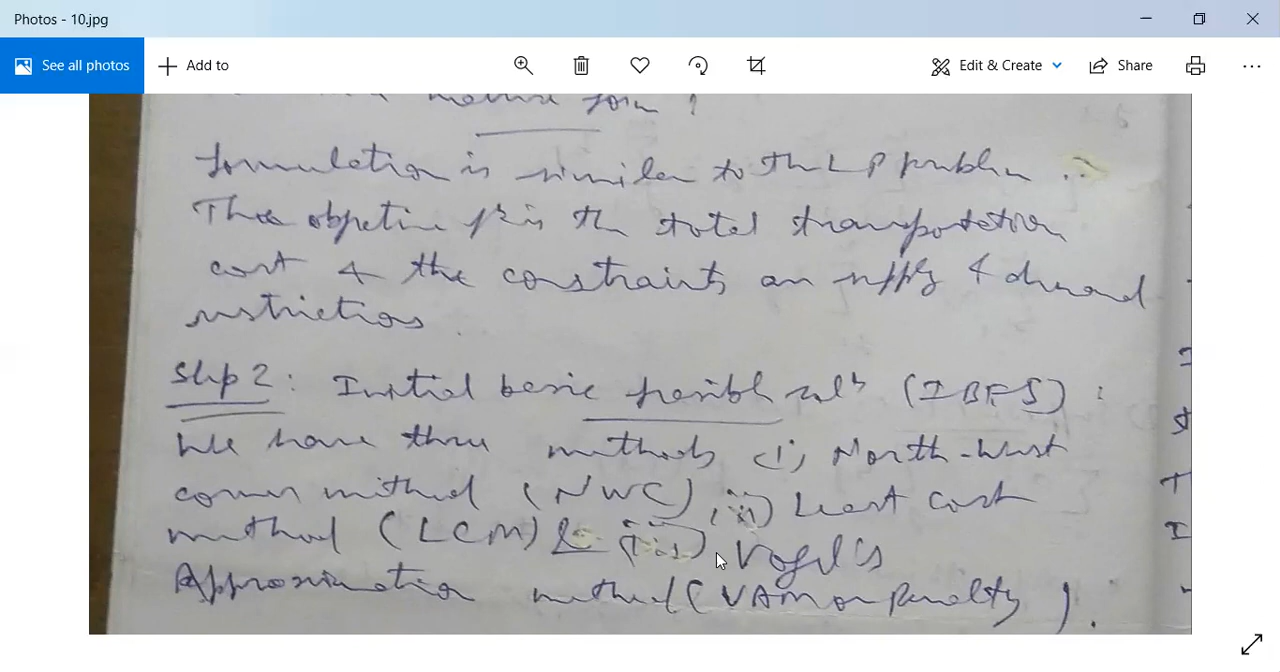 Photos - 10.jpg
See all photos
Add to
Edit & Create
Share
form ?
formulation is similar to the LP problem ..
The objective fn is the total transportation
cost & the constraints are supply & demand
restrictions.
Step 2: Initial basic feasible solⁿ (IBFS) :
We have three methods (i) North-West
corner method (NWC), (ii) Least cost
method (LCM) & (iii) Vogel's
Approximation method (VAM or Penalty ).